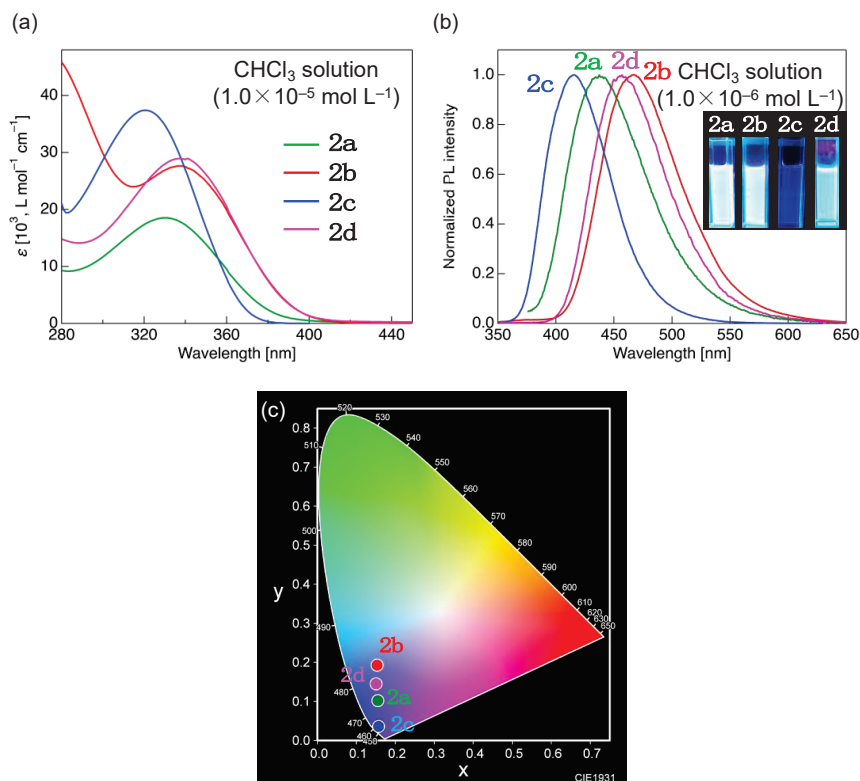 (a)
CHCl₃ solution
(1.0×10⁻⁵ mol L⁻¹)
2a
2b
2c
2d
ε [10³, L mol⁻¹ cm⁻¹]
50
40
30
20
10
0
280
320
360
400
440
Wavelength [nm]
(b)
2c
2a
2d
2b
CHCl₃ solution
(1.0×10⁻⁶ mol L⁻¹)
2a 2b 2c 2d
Normalized PL intensity
1.0
0.8
0.6
0.4
0.2
0.0
350 400 450 500 550 600 650
Wavelength [nm]
(c)
0.8
0.7
0.6
0.5
0.4
0.3
0.2
0.1
0.0
y
520
530
540
550
560
570
580
590
600
610
620
630
650
510
500
490
480
470
460
450
2b
2d
2a
2c
0.0 0.1 0.2 0.3 0.4 0.5 0.6 0.7
x
CIE1931